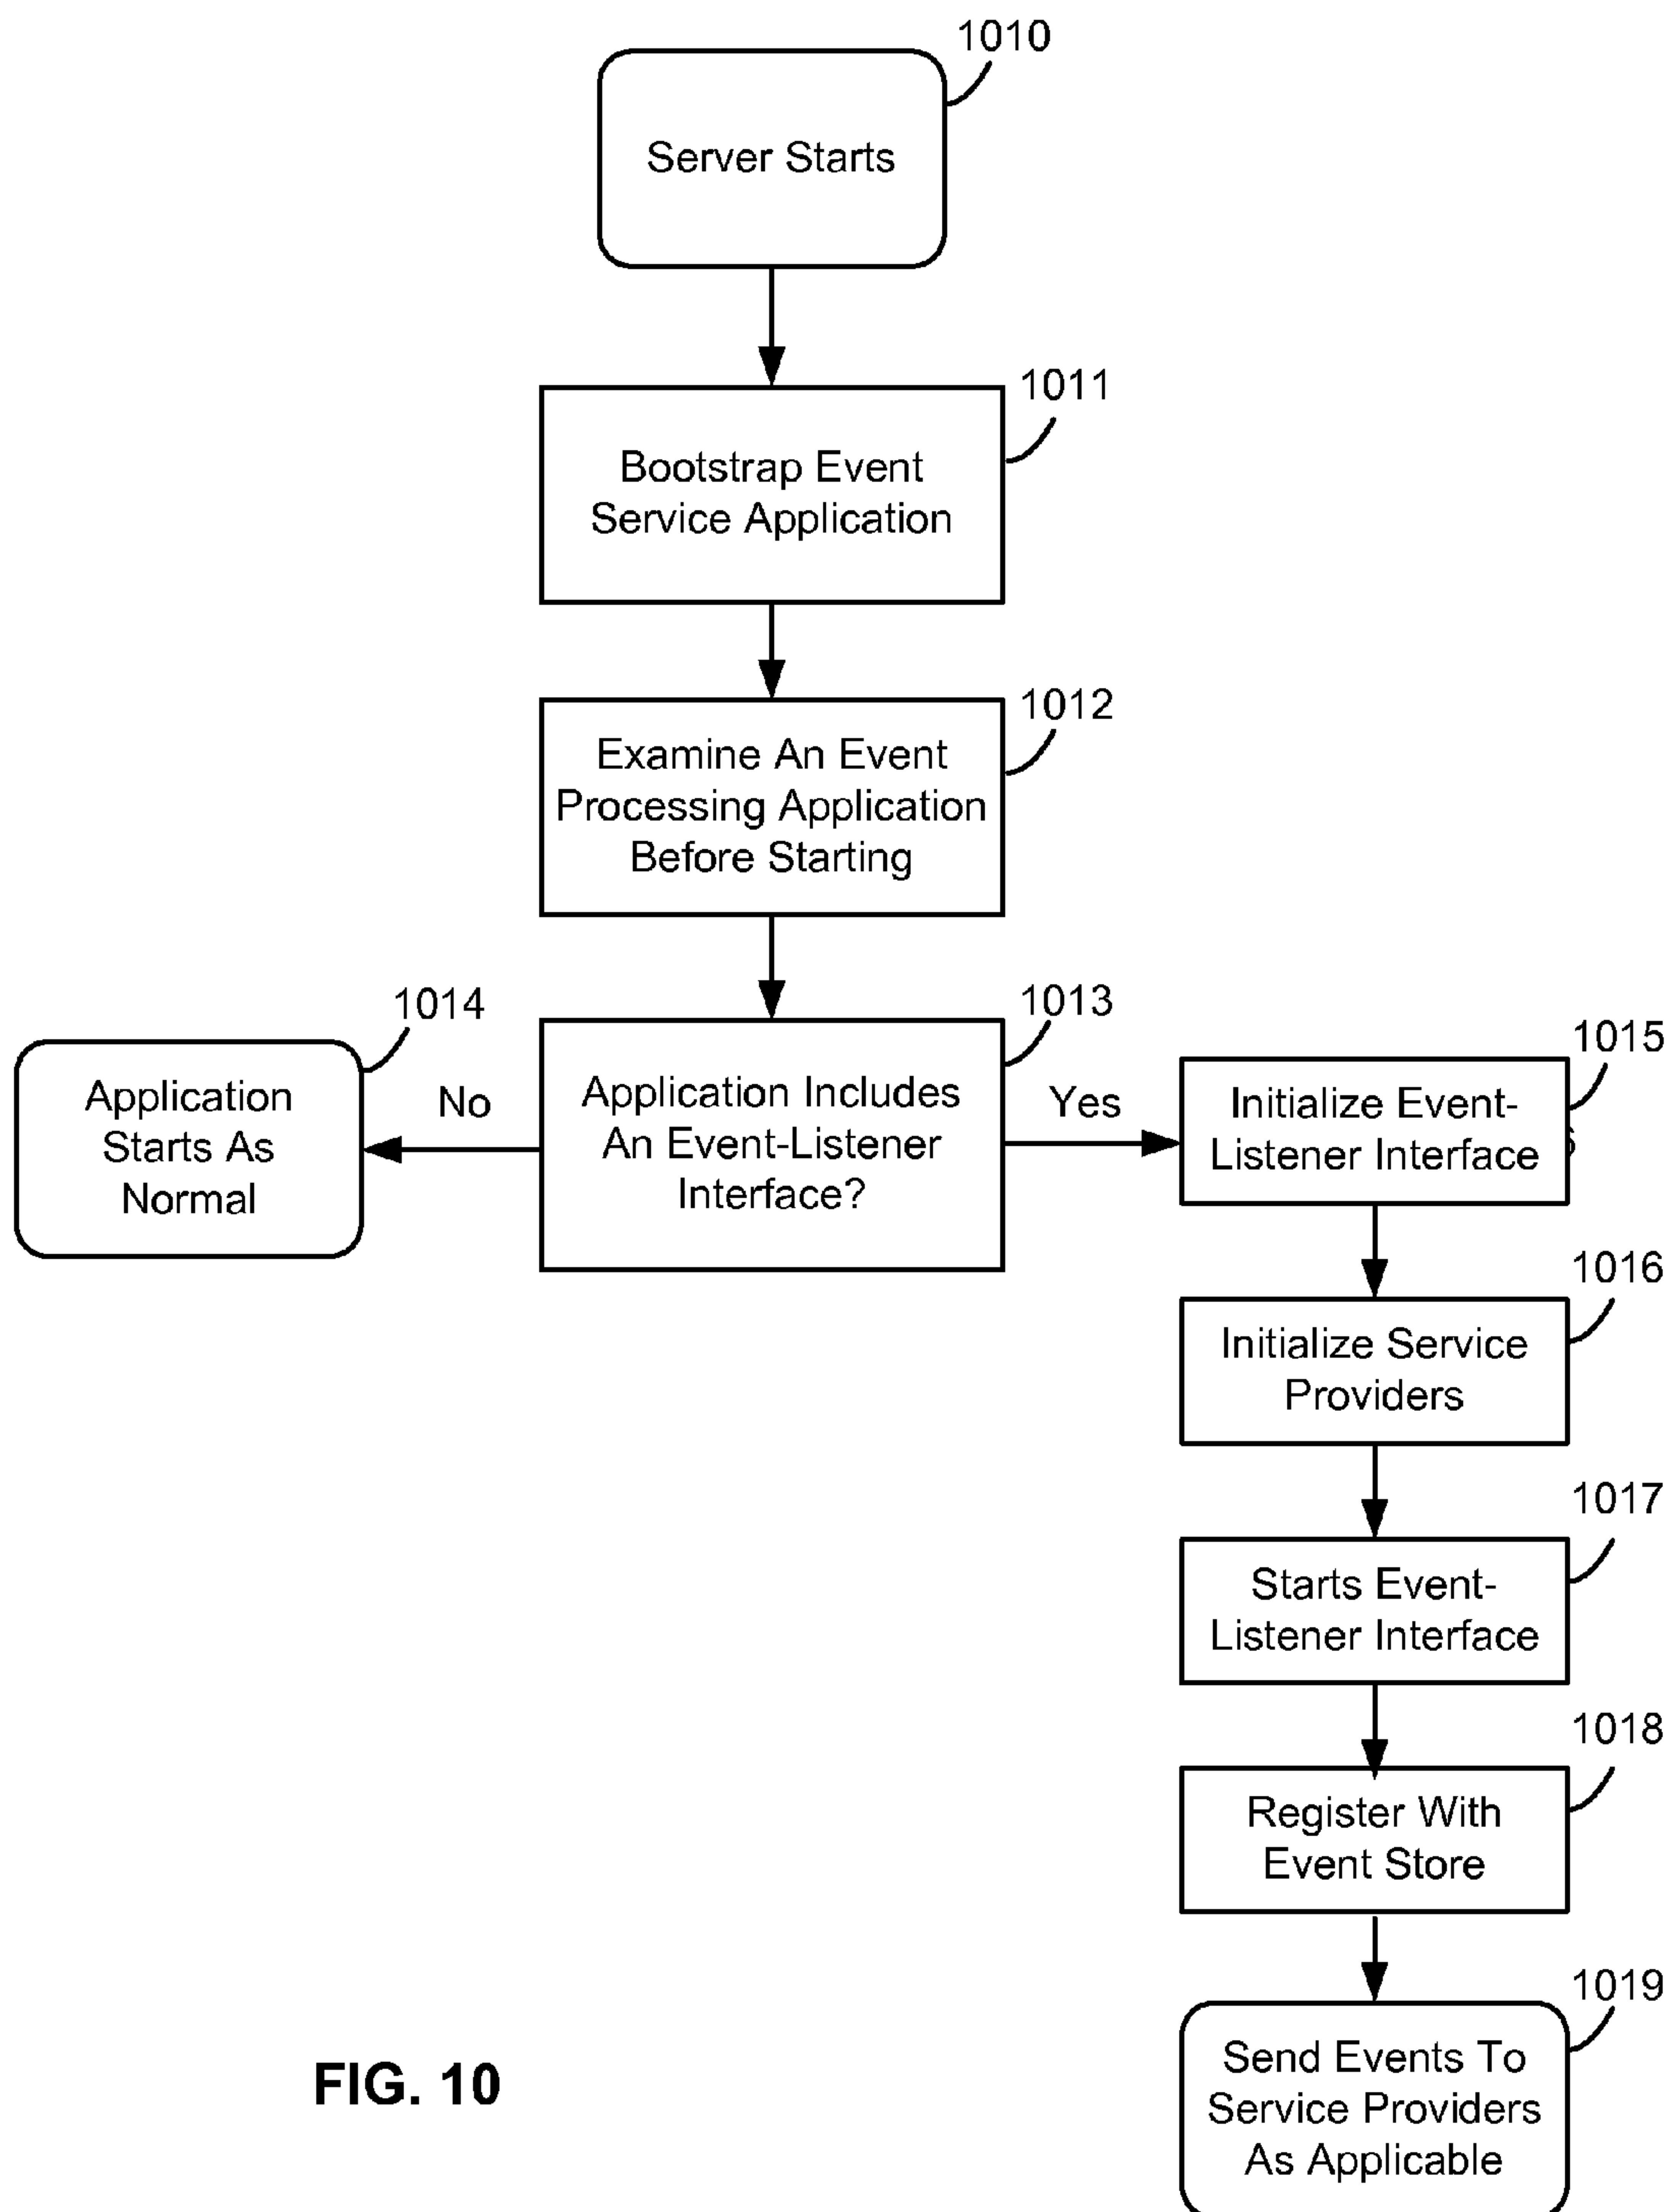 1010
Server Starts
1011
Bootstrap Event
Service Application
1012
Examine An Event
Processing Application
Before Starting
1013
Application Includes
An Event-Listener
Interface?
No
1014
Application
Starts As
Normal
Yes
1015
Initialize Event-
Listener Interface
1016
Initialize Service
Providers
1017
Starts Event-
Listener Interface
1018
Register With
Event Store
1019
Send Events To
Service Providers
As Applicable
FIG. 10